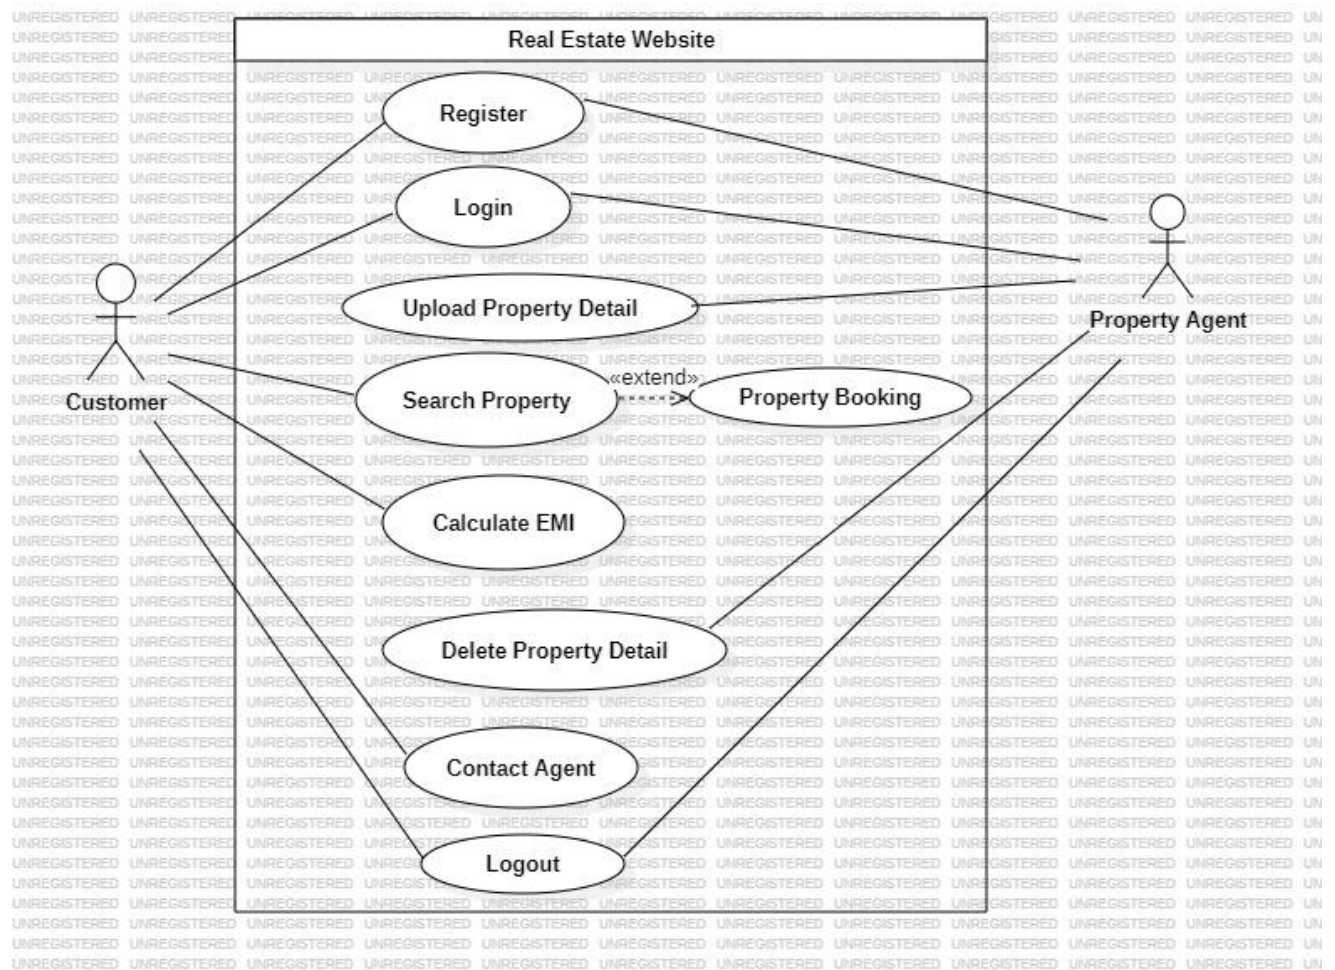 Real Estate Website
Register
Login
Upload Property Detail
Property Agent
Search Property
«extend»
Property Booking
Customer
Calculate EMI
Delete Property Detail
Contact Agent
Logout
UNREGISTERED